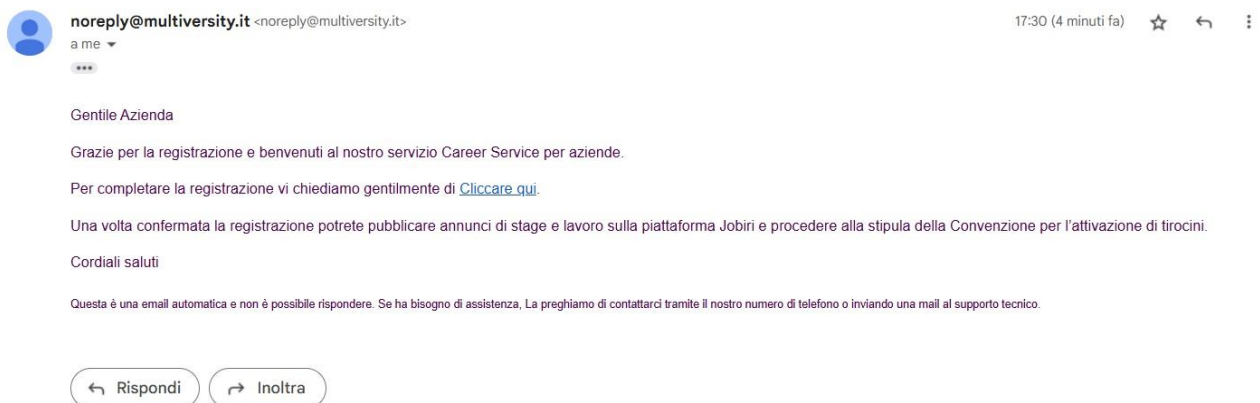 noreply@multiversity.it <noreply@multiversity.it>
17:30 (4 minuti fa)
a me
Gentile Azienda
Grazie per la registrazione e benvenuti al nostro servizio Career Service per aziende.
Per completare la registrazione vi chiediamo gentilmente di Cliccare qui.
Una volta confermata la registrazione potrete pubblicare annunci di stage e lavoro sulla piattaforma Jobiri e procedere alla stipula della Convenzione per l'attivazione di tirocini.
Cordiali saluti
Questa è una email automatica e non è possibile rispondere. Se ha bisogno di assistenza, La preghiamo di contattarci tramite il nostro numero di telefono o inviando una mail al supporto tecnico.
Rispondi
Inoltra